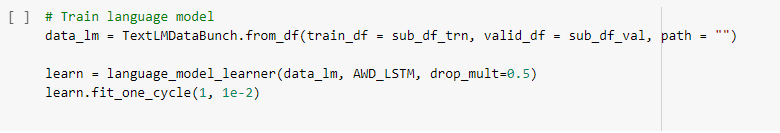 [ ] # Train language model
data_lm = TextLMDataBunch.from_df(train_df = sub_df_trn, valid_df = sub_df_val, path = "")
learn = language_model_learner(data_lm, AWD_LSTM, drop_mult=0.5)
learn.fit_one_cycle(1, 1e-2)